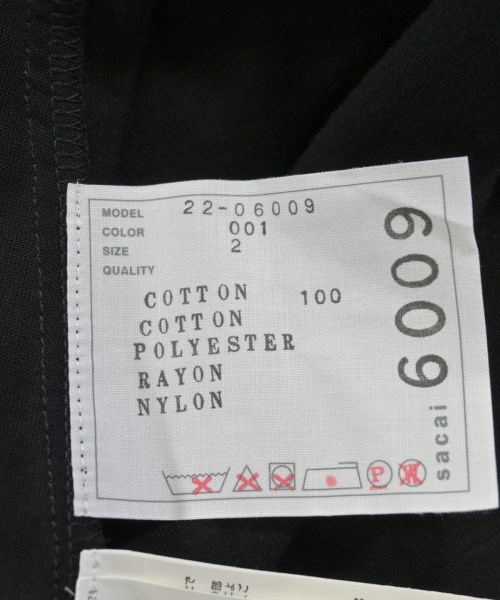 MODEL 22-06009
COLOR 001
SIZE 2
QUALITY
COTTON 100
COTTON
POLYESTER
RAYON
NYLON
P
W
sacai 6009